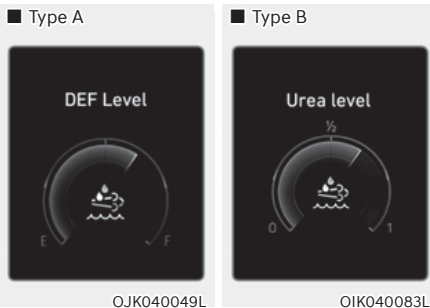 ■ Type A
DEF Level
E
F
OJK040049L
■ Type B
Urea level
½
0
1
OIK040083L